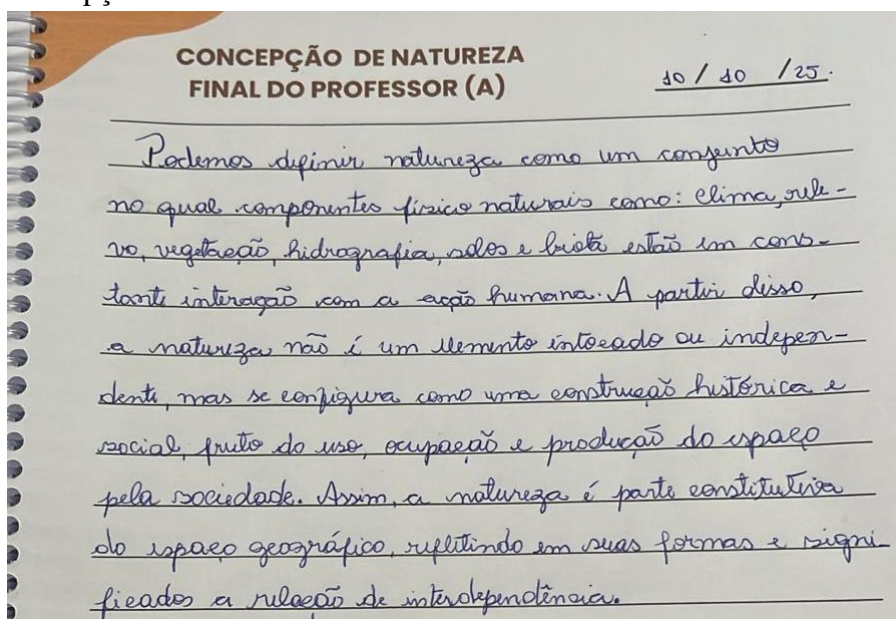 CONCEPÇÃO DE NATUREZA
FINAL DO PROFESSOR (A)
10 / 10 / 25.
Podemos definir natureza como um conjunto
no qual componentes físico naturais como: clima, rele-
vo, vegetação, hidrografia, solos e biota estão em cons-
tante interação com a ação humana. A partir disso,
a natureza não é um elemento intocado ou indepen-
dente, mas se configura como uma construção histórica e
social, fruto do uso, ocupação e produção do espaço
pela sociedade. Assim, a natureza é parte constitutiva
do espaço geográfico, refletindo em suas formas e signi-
ficados a relação de interdependência.